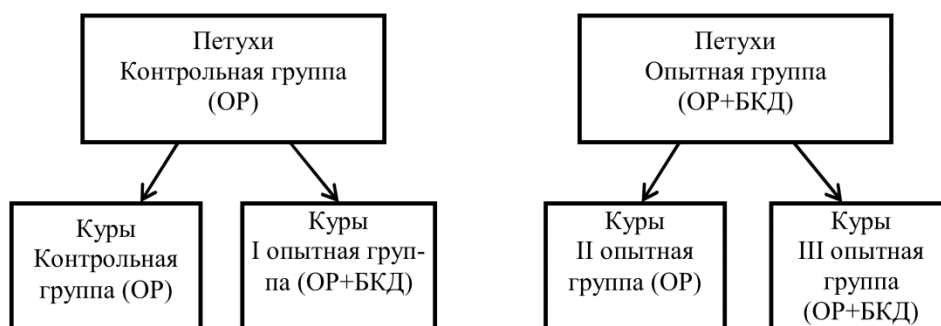 Петухи
Контрольная группа
(ОР)
Петухи
Опытная группа
(ОР+БКД)
Куры
Контрольная
группа (ОР)
Куры
I опытная груп-
па (ОР+БКД)
Куры
II опытная
группа (ОР)
Куры
III опытная
группа
(ОР+БКД)